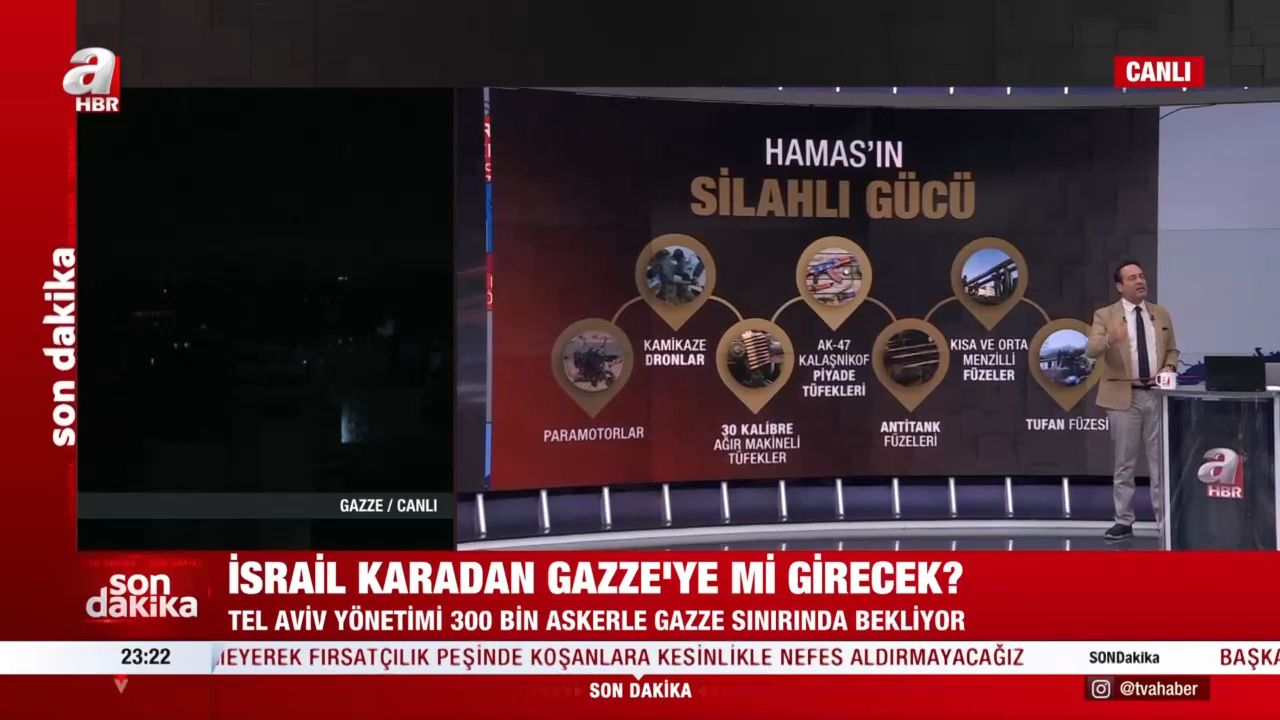 a
HBR
CANLI
son dakika
HAMAS'IN
SİLAHLI GÜCÜ
KAMİKAZE
DRONLAR
AK-47
KALAŞNİKOF
PİYADE
TÜFEKLERİ
KISA VE ORTA
MENZİLLİ
FÜZELER
PARAMOTORLAR
30 KALİBRE
AĞIR MAKİNELİ
TÜFEKLER
ANTİTANK
FÜZELERİ
TUFAN FÜZESİ
a
HBR
GAZZE / CANLI
son
dakika
İSRAİL KARADAN GAZZE'YE Mİ GİRECEK?
TEL AVİV YÖNETİMİ 300 BİN ASKERLE GAZZE SINIRINDA BEKLİYOR
23:22
MEYEREK FIRSATÇILIK PEŞİNDE KOŞANLARA KESİNLİKLE NEFES ALDIRMAYACAĞIZ
SONDakika
BAŞKA
SON DAKİKA
@tvahaber